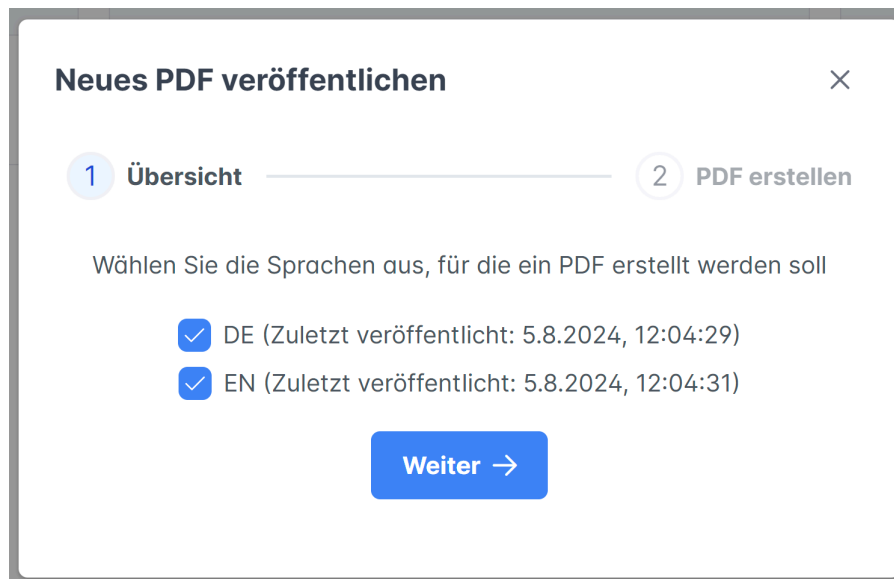 Neues PDF veröffentlichen
1 Übersicht 2 PDF erstellen
Wählen Sie die Sprachen aus, für die ein PDF erstellt werden soll
DE (Zuletzt veröffentlicht: 5.8.2024, 12:04:29)
EN (Zuletzt veröffentlicht: 5.8.2024, 12:04:31)
Weiter →